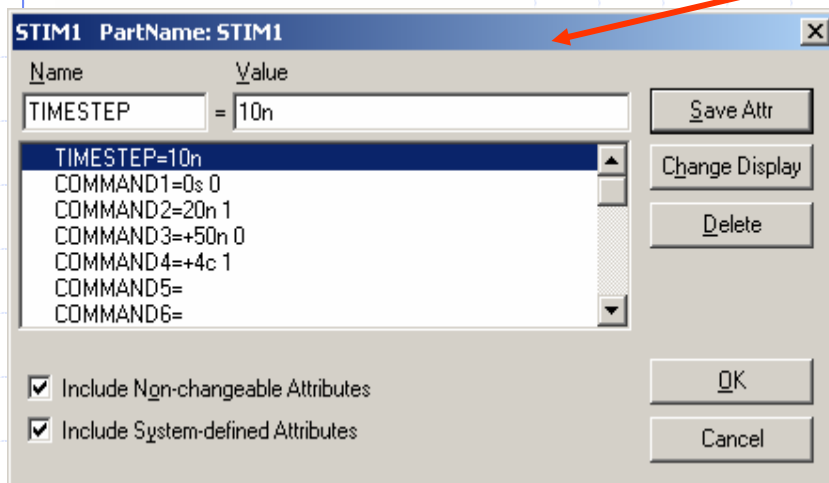 STIM1 PartName: STIM1
Name Value
TIMESTEP = 10n
Save Attr
TIMESTEP=10n
COMMAND1=0s 0
COMMAND2=20n 1
COMMAND3=+50n 0
COMMAND4=+4c 1
COMMAND5=
COMMAND6=
Change Display
Delete
Include Non-changeable Attributes
Include System-defined Attributes
OK
Cancel